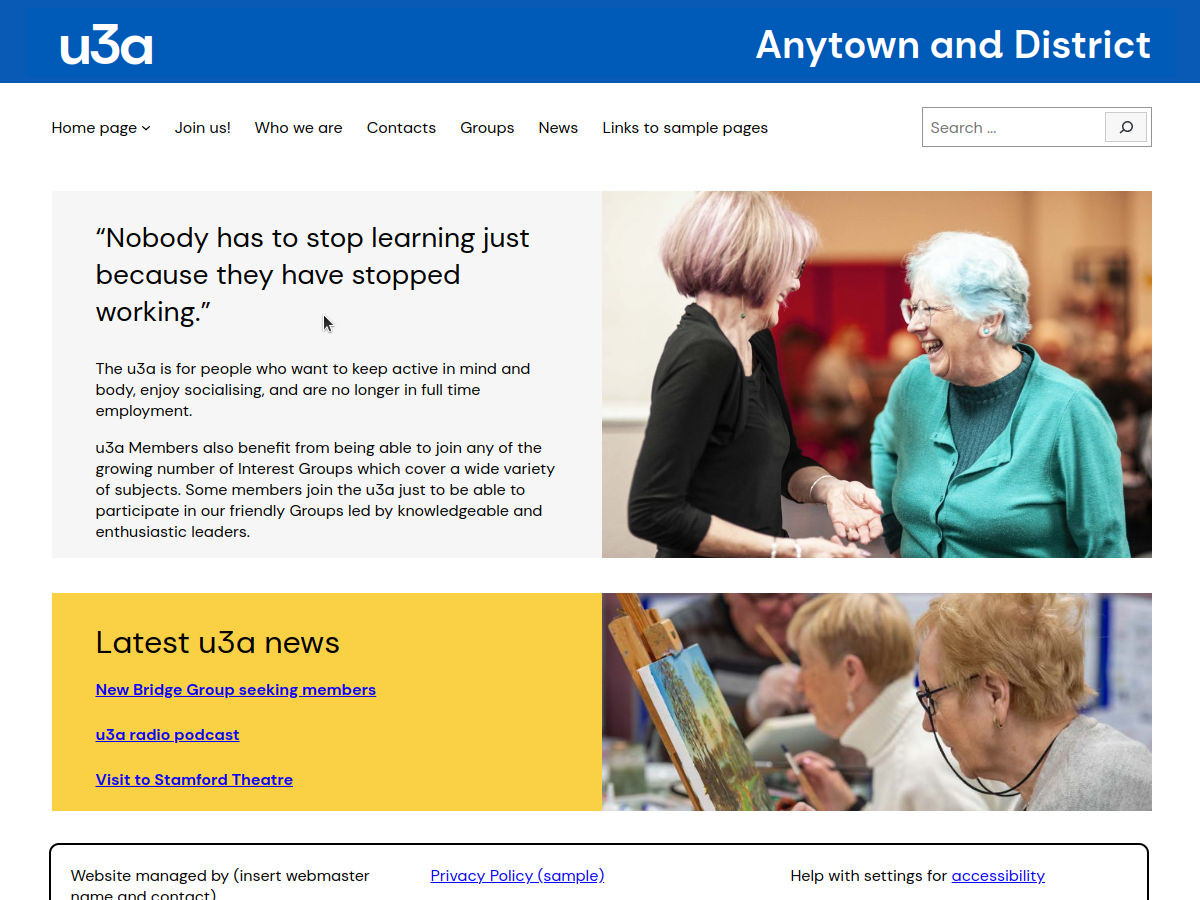 u3a
Anytown and District
Home page
Join us!
Who we are
Contacts
Groups
News
Links to sample pages
Search ...
“Nobody has to stop learning just
because they have stopped
working.”
The u3a is for people who want to keep active in mind and
body, enjoy socialising, and are no longer in full time
employment.
u3a Members also benefit from being able to join any of the
growing number of Interest Groups which cover a wide variety
of subjects. Some members join the u3a just to be able to
participate in our friendly Groups led by knowledgeable and
enthusiastic leaders.
Latest u3a news
New Bridge Group seeking members
u3a radio podcast
Visit to Stamford Theatre
Website managed by (insert webmaster
name and contact)
Privacy Policy (sample)
Help with settings for accessibility